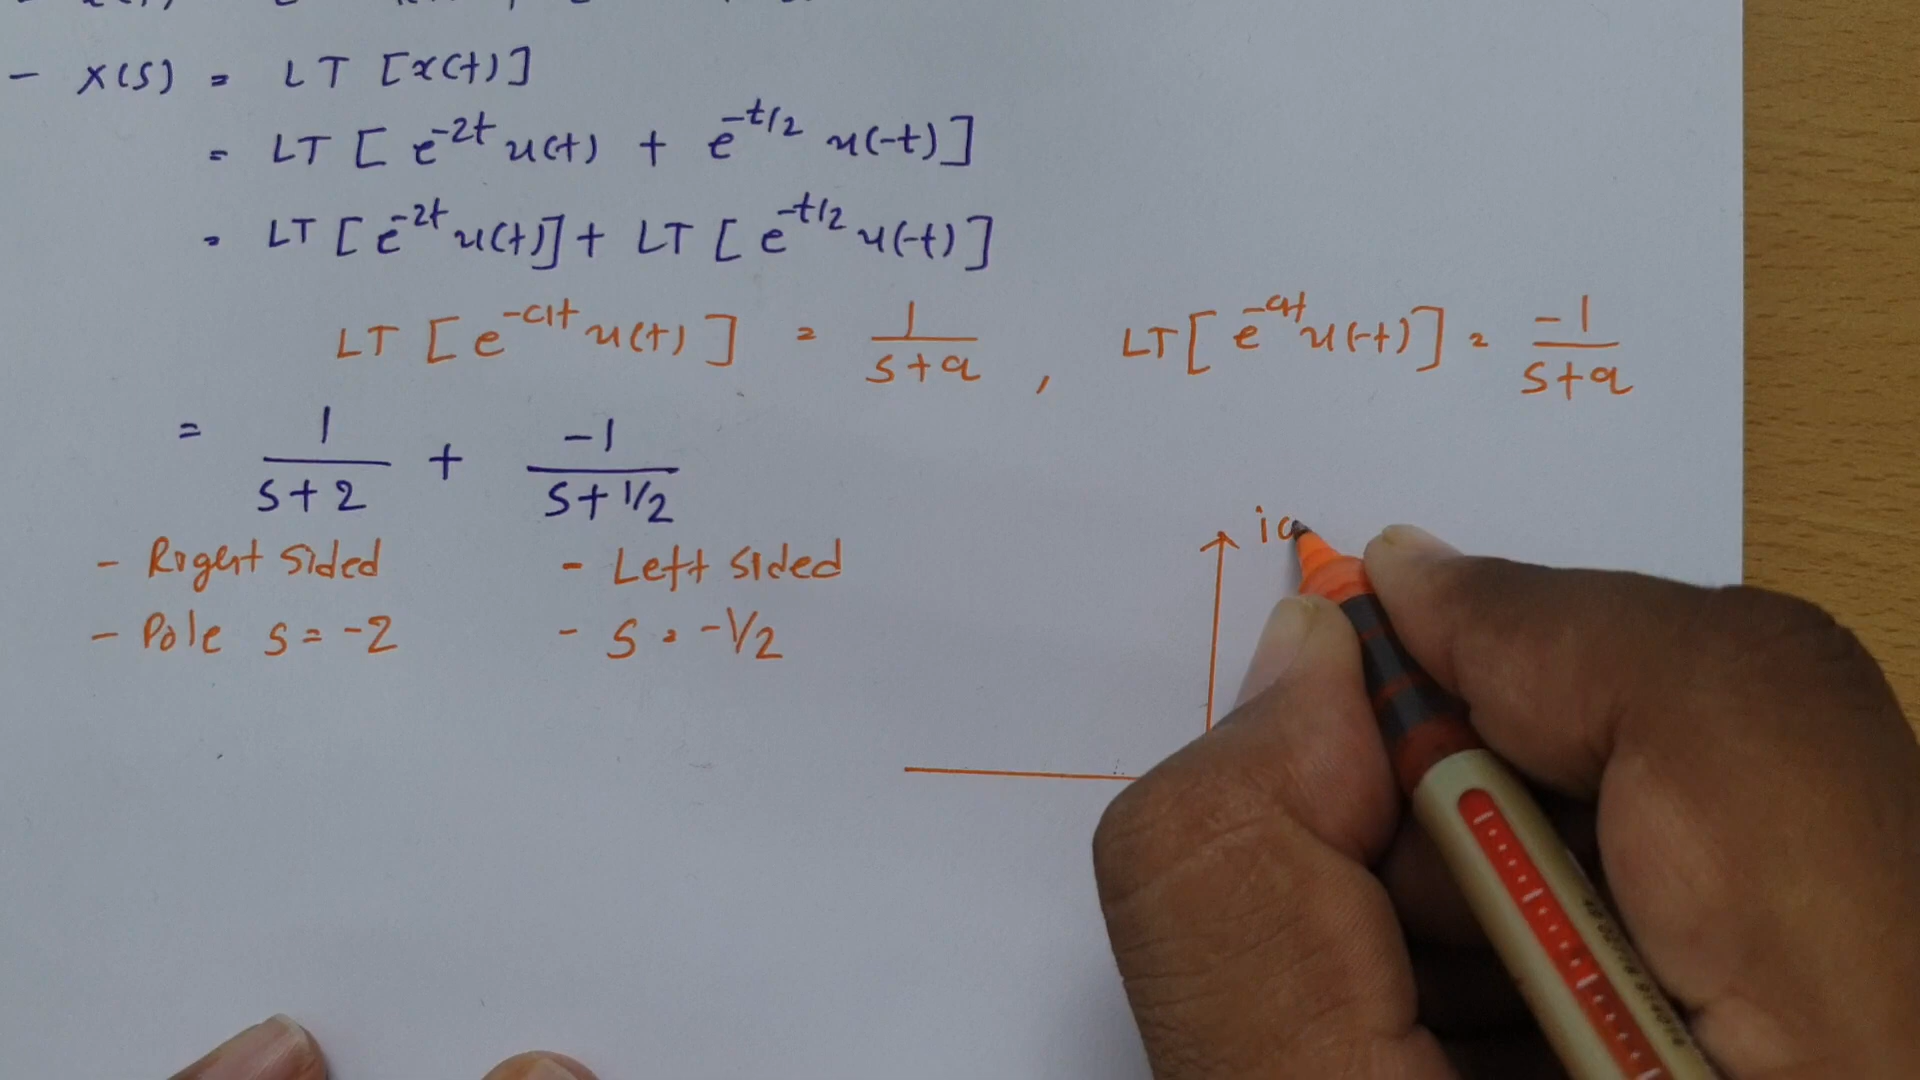 - X(S) = LT [x(t)]
= LT [ e^-2t u(t) + e^-t/2 u(-t)]
= LT [ e^-2t u(t)] + LT [ e^-t/2 u(-t)]
LT [ e^-at u(t) ] = 1/(s+a) , LT[ e^-at u(-t)] = -1/(s+a)
= 1/(s+2) + -1/(s+1/2)
- Right sided - Left sided
- Pole s = -2 - s = -1/2